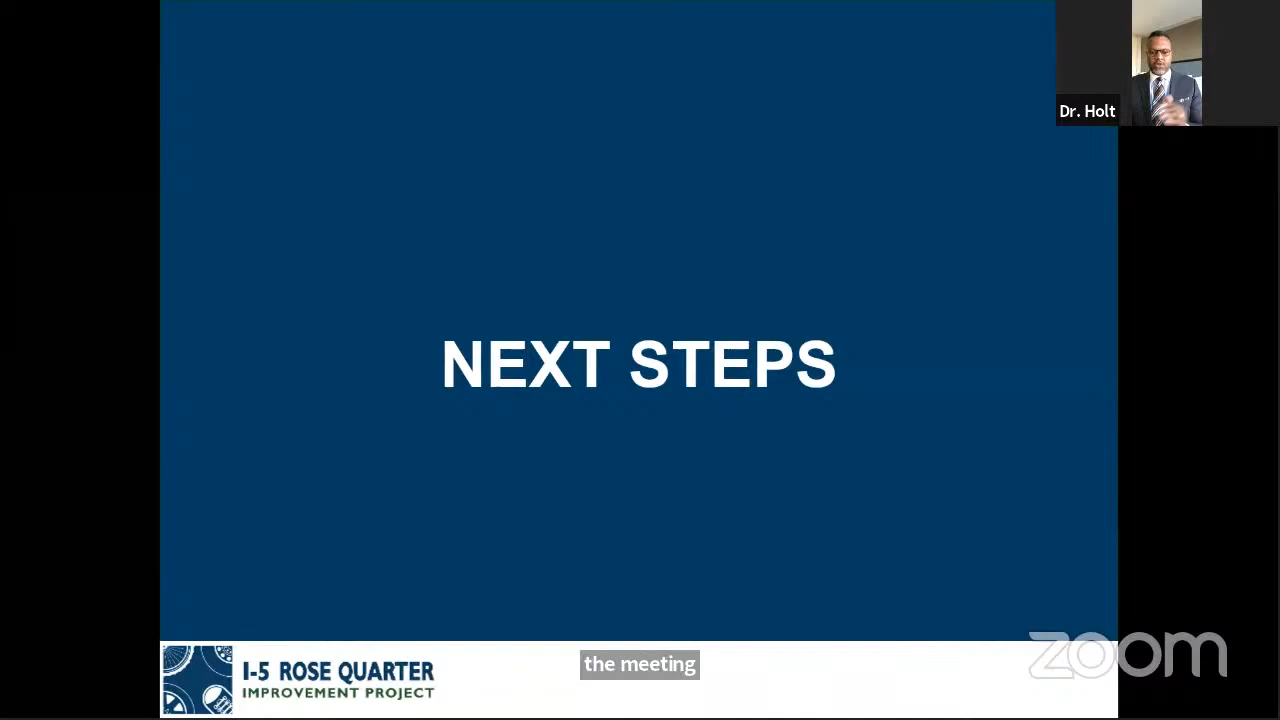 Dr. Holt
NEXT STEPS
I-5 ROSE QUARTER
IMPROVEMENT PROJECT
the meeting
zoom